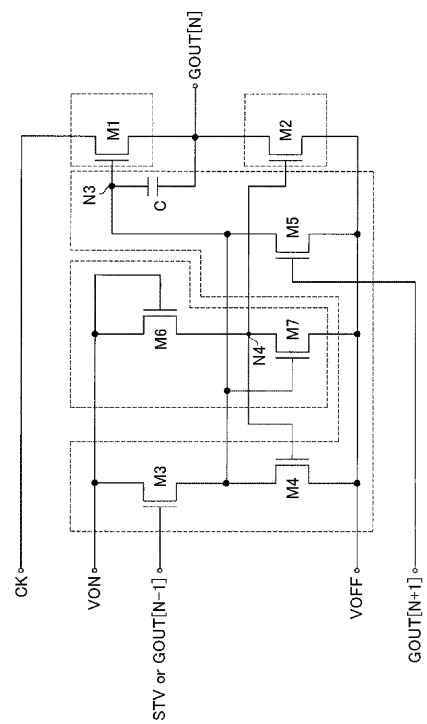 CK
VON
STV or GOUT[N−1]
VOFF
GOUT[N+1]
M3
M4
M6
N4
M7
N3
C
M5
M1
M2
GOUT[N]